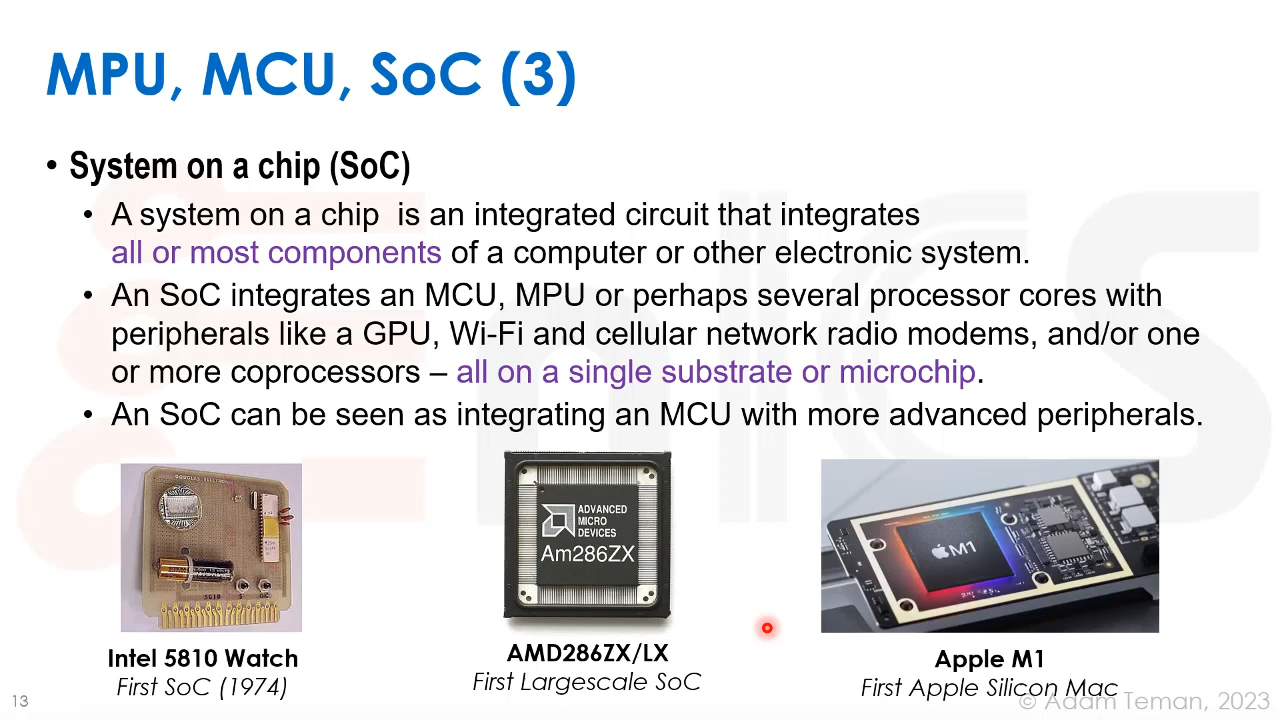 MPU, MCU, SoC (3)
• System on a chip (SoC)
• A system on a chip is an integrated circuit that integrates
all or most components of a computer or other electronic system.
• An SoC integrates an MCU, MPU or perhaps several processor cores with
peripherals like a GPU, Wi-Fi and cellular network radio modems, and/or one
or more coprocessors – all on a single substrate or microchip.
• An SoC can be seen as integrating an MCU with more advanced peripherals.
DOUGLAS ELECTRONICS
5810
ADVANCED
MICRO
DEVICES
Am286ZX
M1
Intel 5810 Watch
First SoC (1974)
AMD286ZX/LX
First Largescale SoC
Apple M1
First Apple Silicon Mac
13
© Adam Teman, 2023